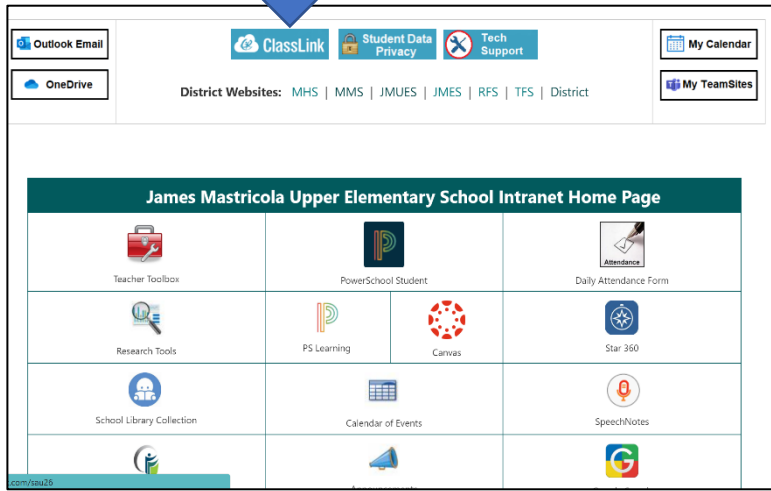 Outlook Email
ClassLink
Student Data
Privacy
Tech
Support
My Calendar
OneDrive
District Websites: MHS | MMS | JMUES | JMES | RFS | TFS | District
My TeamSites
James Mastricola Upper Elementary School Intranet Home Page
Teacher Toolbox
PowerSchool Student
Attendance
Daily Attendance Form
Research Tools
PS Learning
Canvas
Star 360
School Library Collection
Calendar of Events
SpeechNotes
.com/sau26